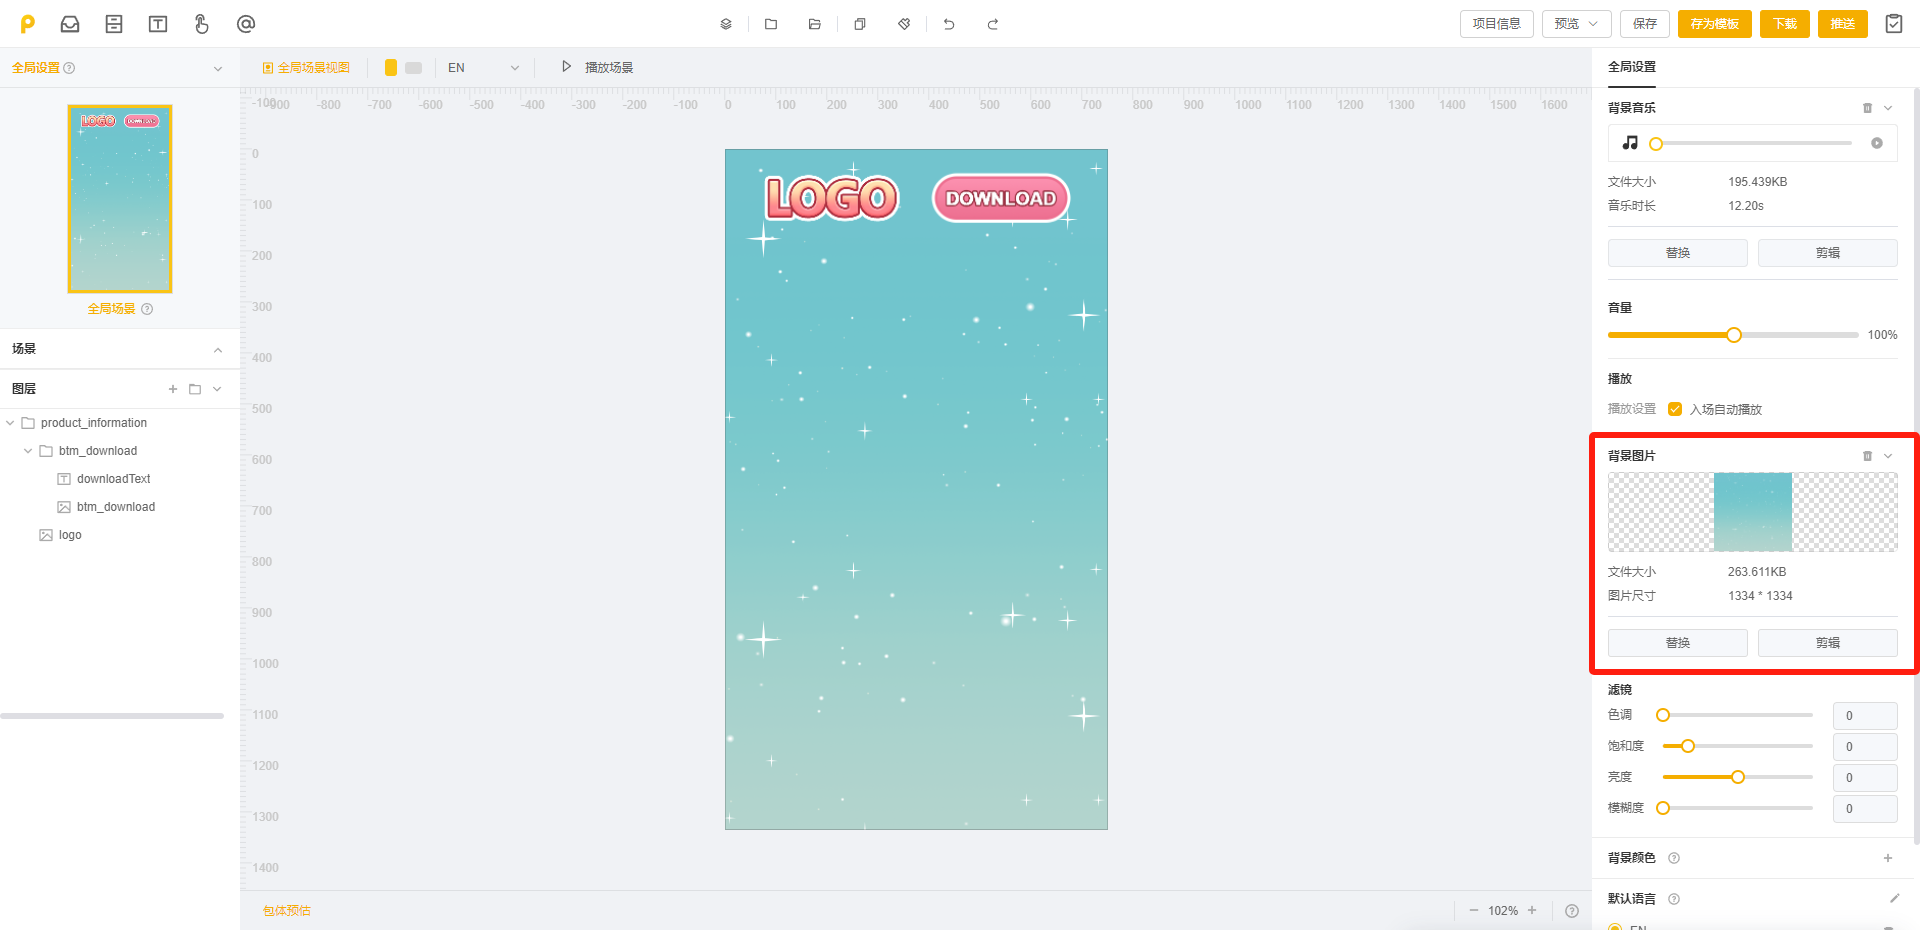 项目信息
预览
保存
存为模板
下载
推送
全局设置
全局场景视图
EN
播放场景
全局设置
-100 -900 -800 -700 -600 -500 -400 -300 -200 -100 0 100 200 300 400 500 600 700 800 900 1000 1100 1200 1300 1400 1500 1600
LOGO DOWNLOAD
全局场景
场景
图层
product_information
btm_download
downloadText
btm_download
logo
0
100
200
300
400
500
600
700
800
900
1000
1100
1200
1300
1400
LOGO DOWNLOAD
包体预估
102%
背景音乐
文件大小 195.439KB
音乐时长 12.20s
替换 剪辑
音量
100%
播放
播放设置 入场自动播放
背景图片
文件大小 263.611KB
图片尺寸 1334 * 1334
替换 剪辑
滤镜
色调 0
饱和度 0
亮度 0
模糊度 0
背景颜色
默认语言
EN